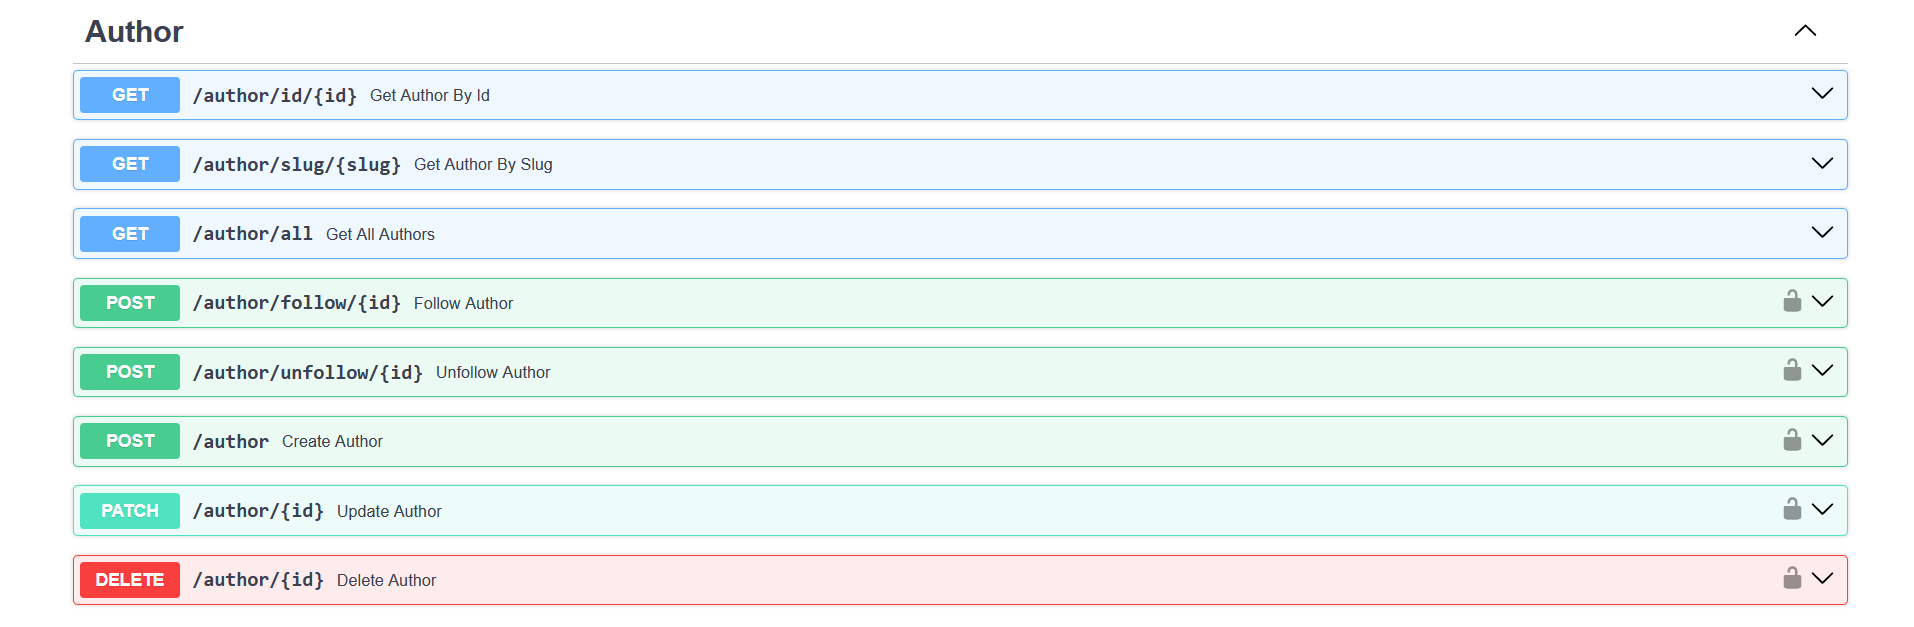 Author
GET /author/id/{id} Get Author By Id
GET /author/slug/{slug} Get Author By Slug
GET /author/all Get All Authors
POST /author/follow/{id} Follow Author
POST /author/unfollow/{id} Unfollow Author
POST /author Create Author
PATCH /author/{id} Update Author
DELETE /author/{id} Delete Author